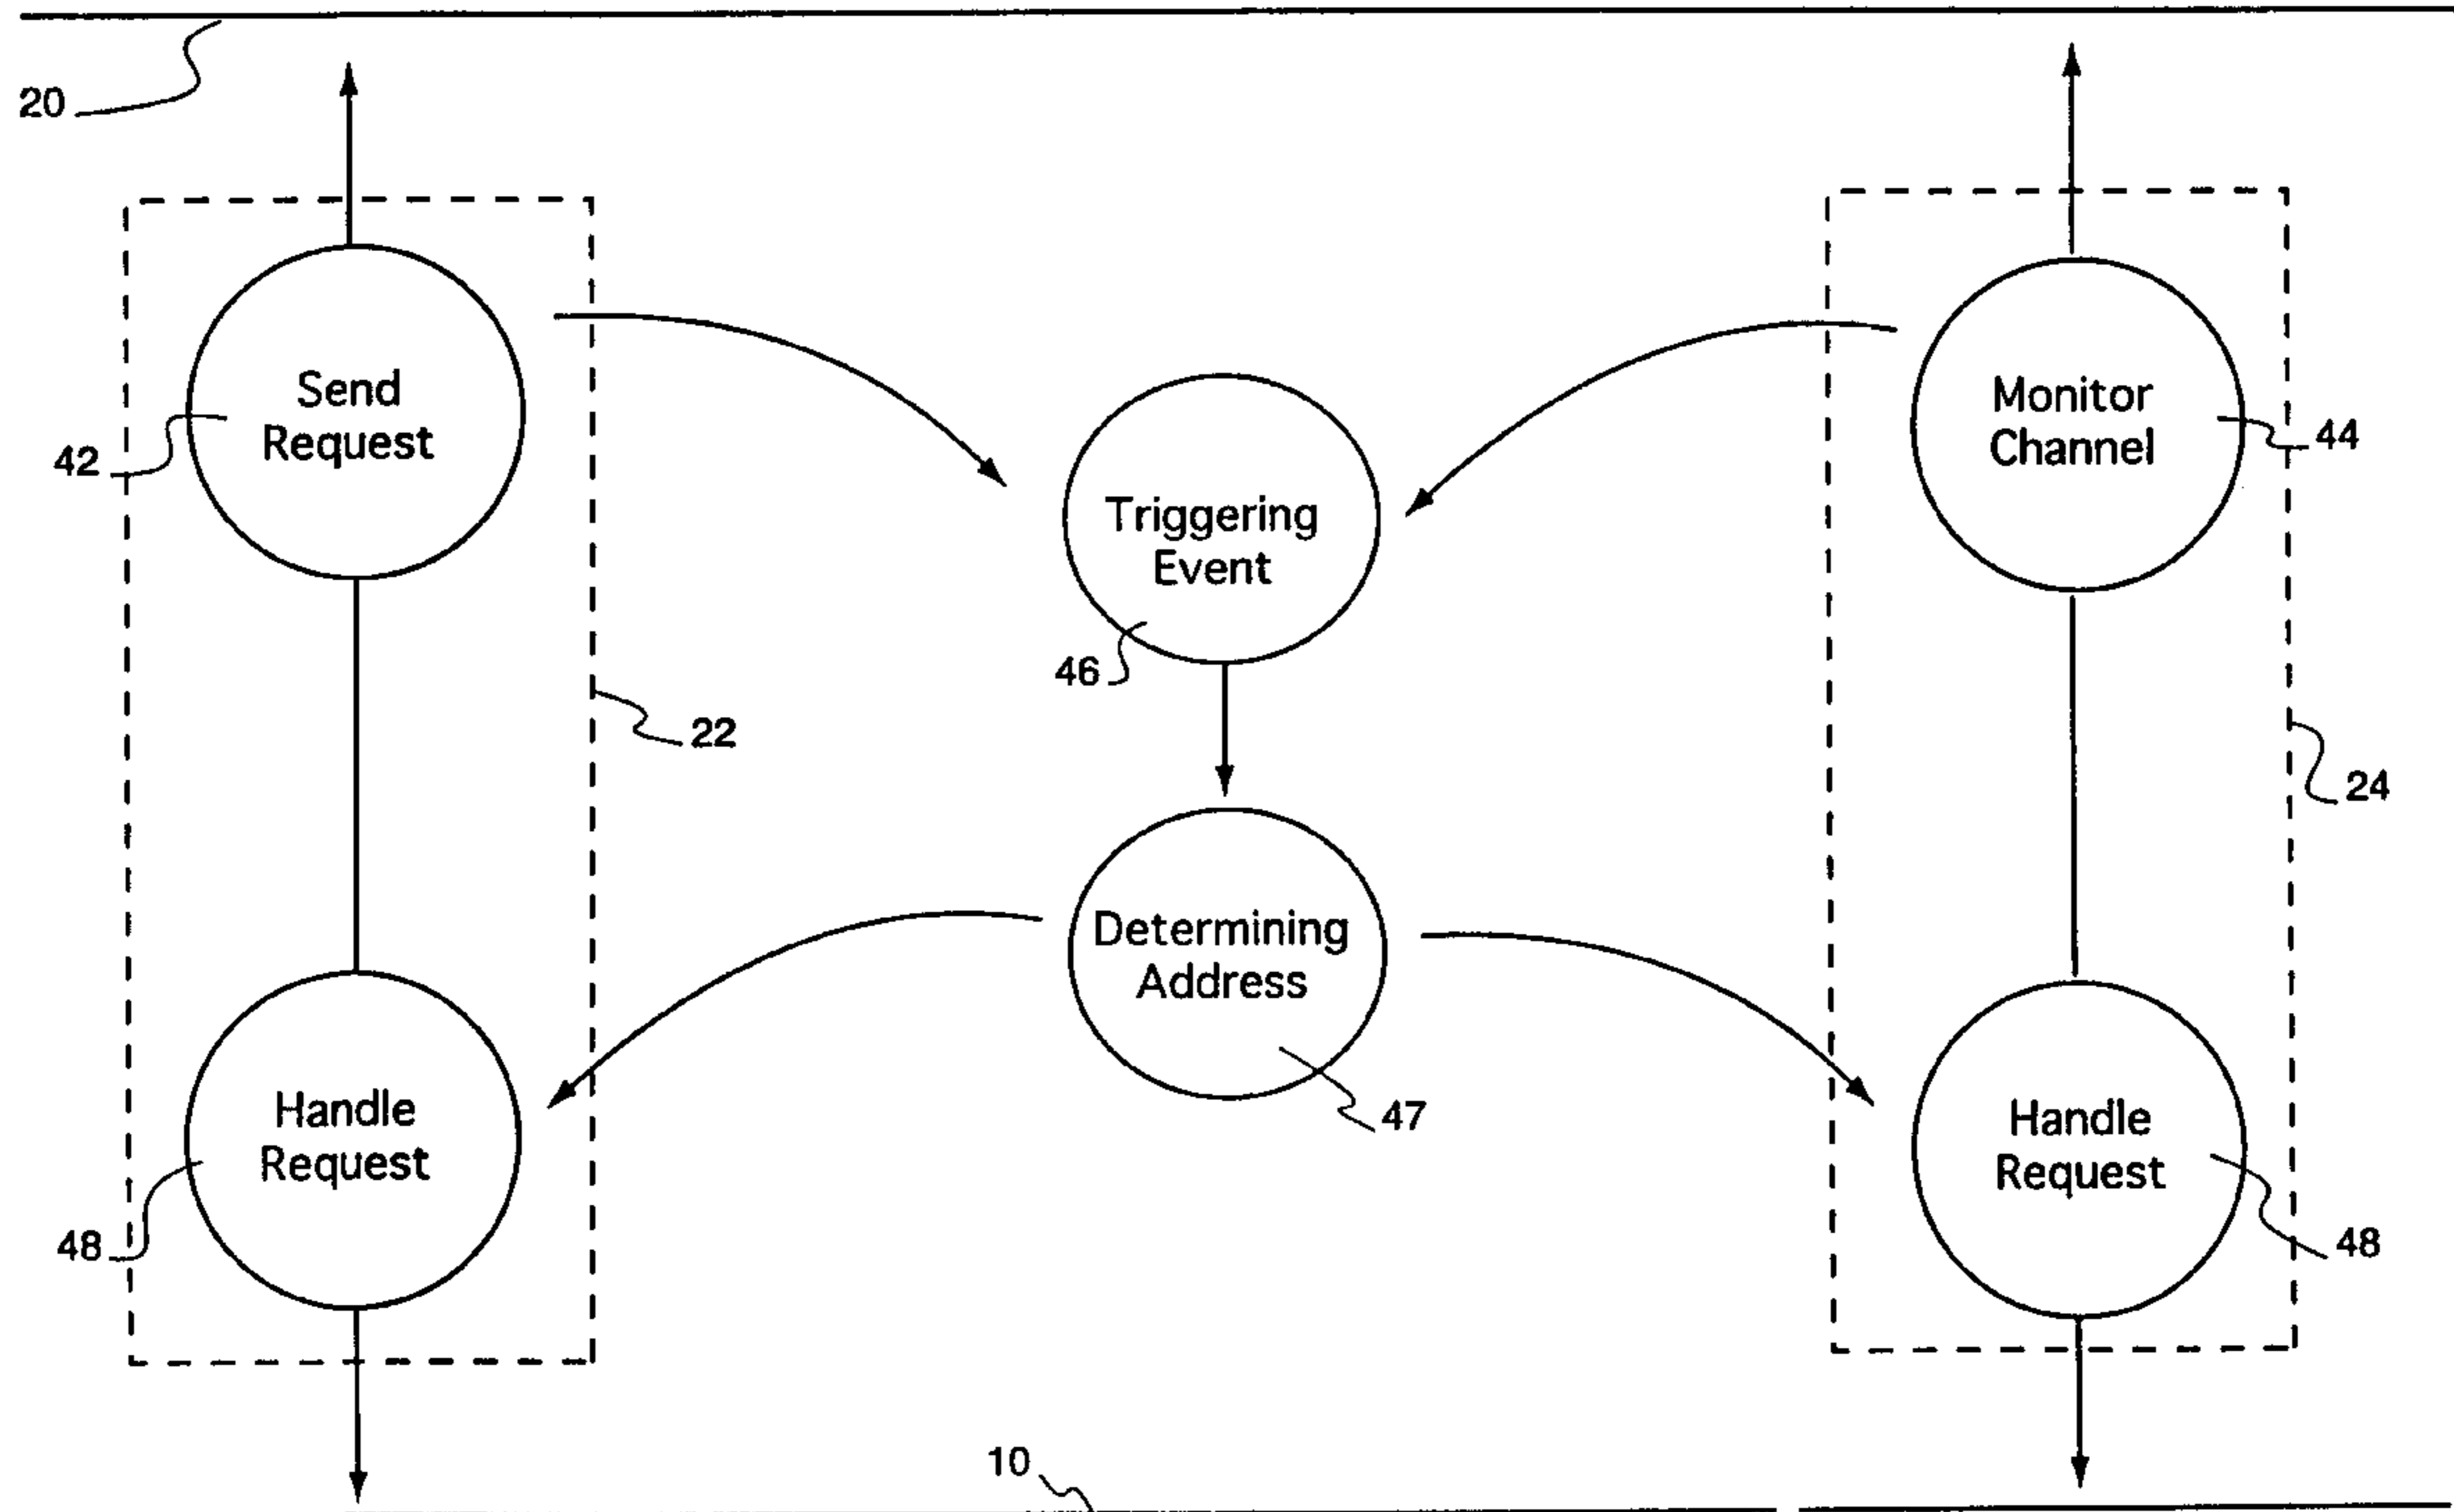 20
Send
Request
42
Monitor
Channel
44
Triggering
Event
46
22
24
Determining
Address
47
Handle
Request
48
Handle
Request
48
10